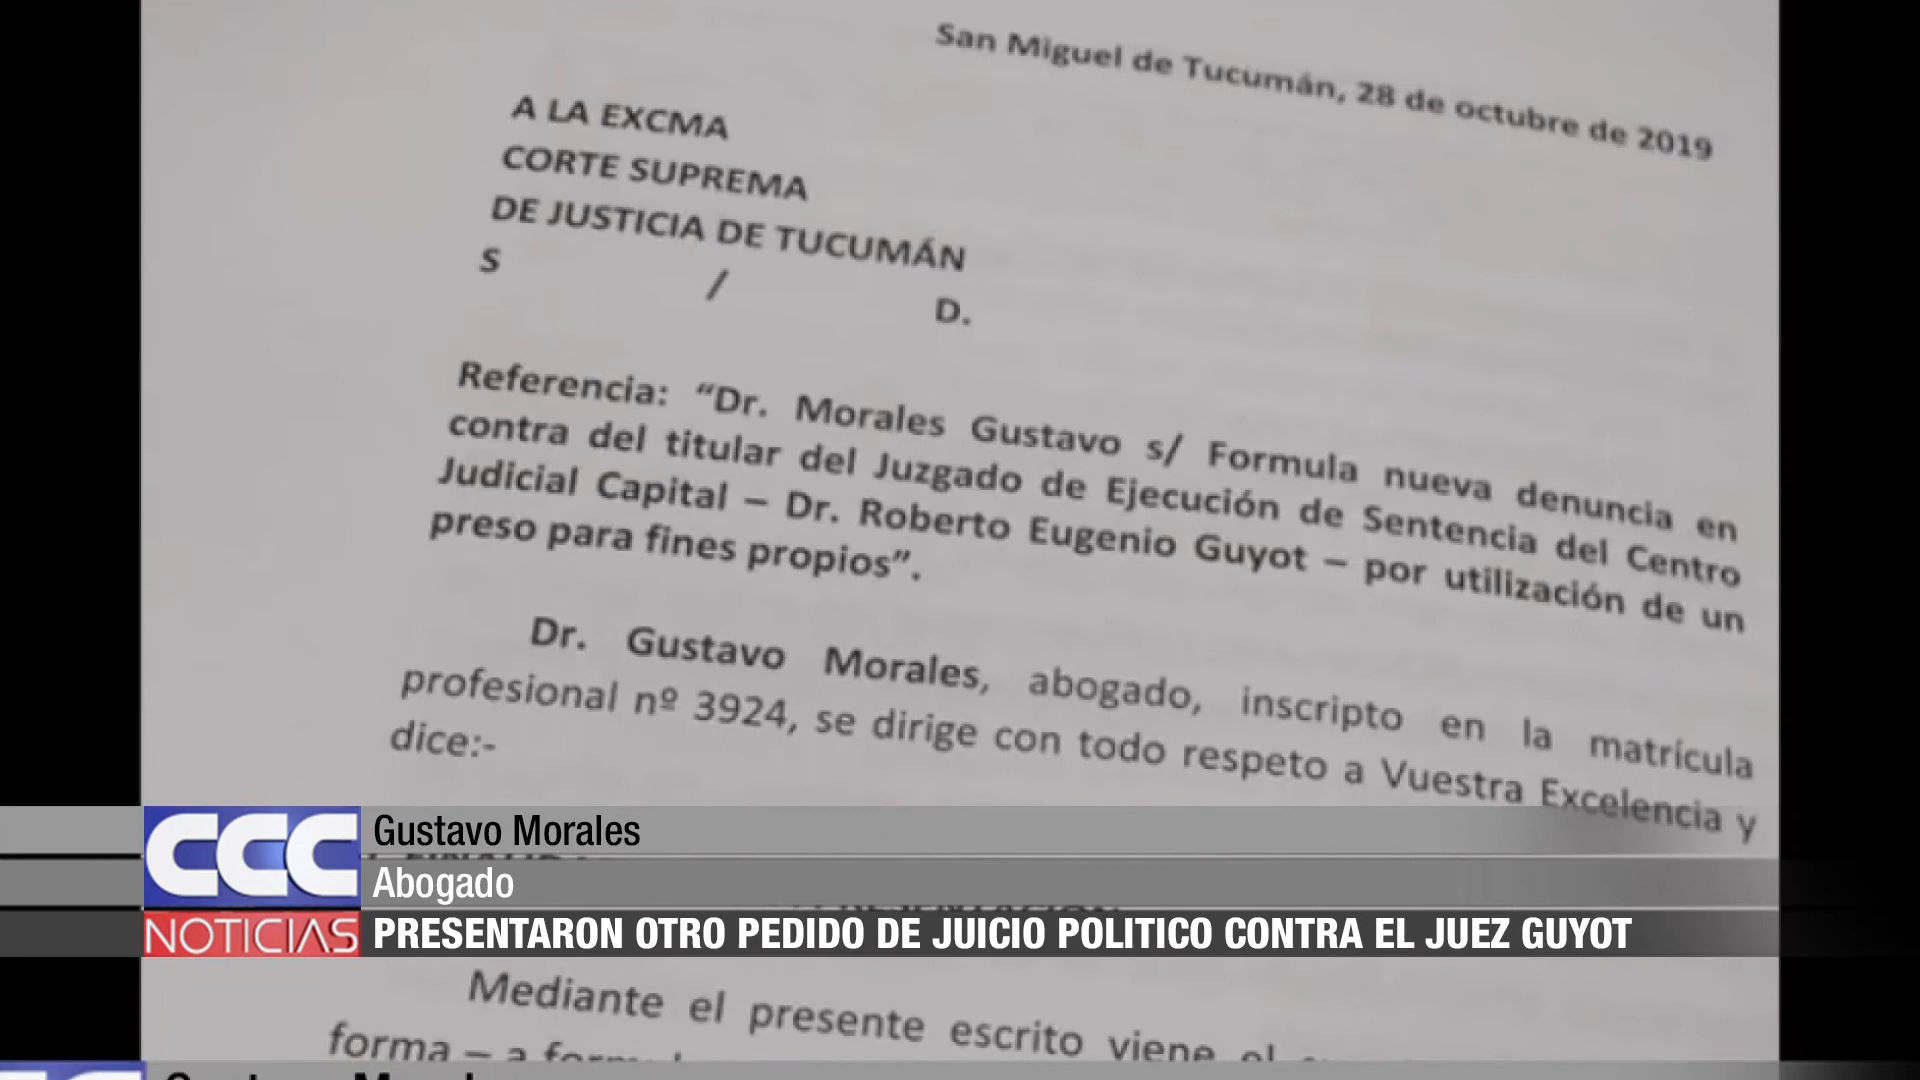 San Miguel de Tucumán, 28 de octubre de 2019
A LA EXCMA
CORTE SUPREMA
DE JUSTICIA DE TUCUMÁN
S / D.
Referencia: “Dr. Morales Gustavo s/ Formula nueva denuncia en
contra del titular del Juzgado de Ejecución de Sentencia del Centro
Judicial Capital – Dr. Roberto Eugenio Guyot – por utilización de un
preso para fines propios”.
Dr. Gustavo Morales, abogado, inscripto en la matrícula
profesional nº 3924, se dirige con todo respeto a Vuestra Excelencia y
dice:-
CCC
Gustavo Morales
Abogado
NOTICIAS
PRESENTARON OTRO PEDIDO DE JUICIO POLITICO CONTRA EL JUEZ GUYOT
Mediante el presente escrito viene el
forma – a